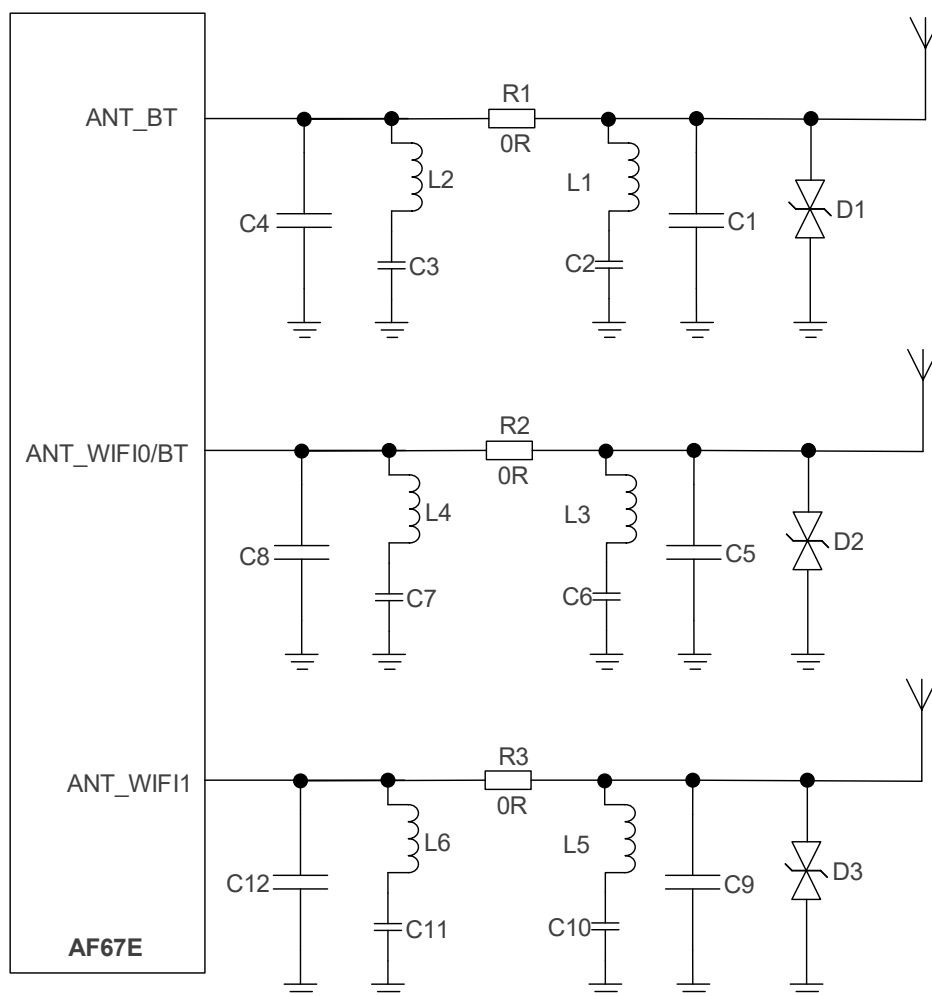 R1
ANT_BT
0R
L2
L1
C4
C1
D1
C3
C2
R2
ANT_WIFI0/BT
0R
L4
L3
C8
C5
D2
C7
C6
R3
ANT_WIFI1
0R
L6
L5
C12
C9
D3
C11
C10
AF67E